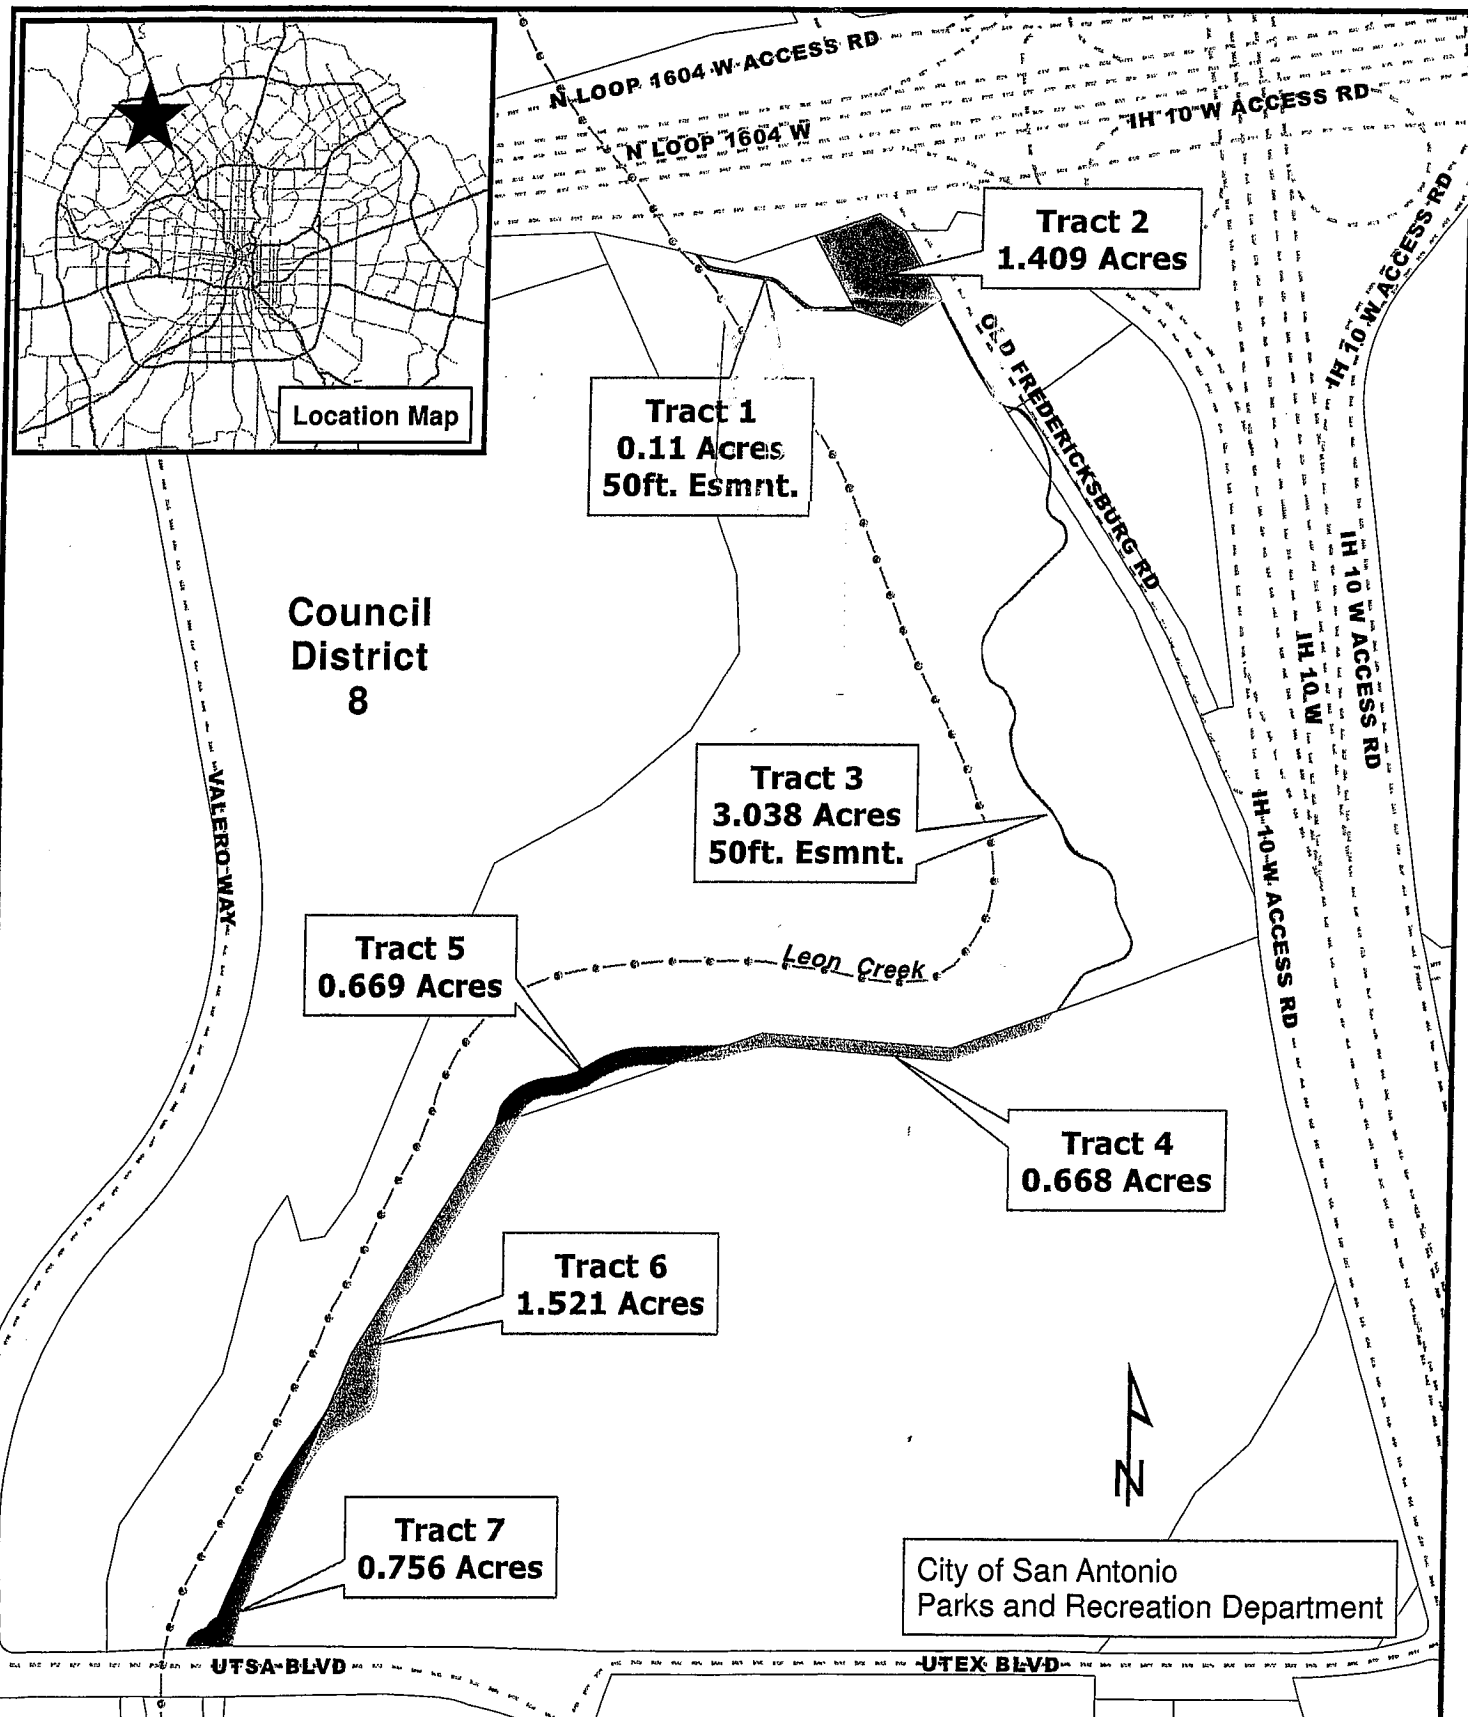 N LOOP 1604 W ACCESS RD
N LOOP 1604 W
IH 10 W ACCESS RD
IH 10 W ACCESS RD
Location Map
Tract 2
1.409 Acres
OLD FREDERICKSBURG RD
Tract 1
0.11 Acres
50ft. Esmnt.
Council
District
8
IH 10 W ACCESS RD
IH 10 W
IH 10 W ACCESS RD
VALERO WAY
Tract 3
3.038 Acres
50ft. Esmnt.
Tract 5
0.669 Acres
Leon Creek
Tract 4
0.668 Acres
Tract 6
1.521 Acres
N
Tract 7
0.756 Acres
City of San Antonio
Parks and Recreation Department
UTSA BLVD
UTEX BLVD